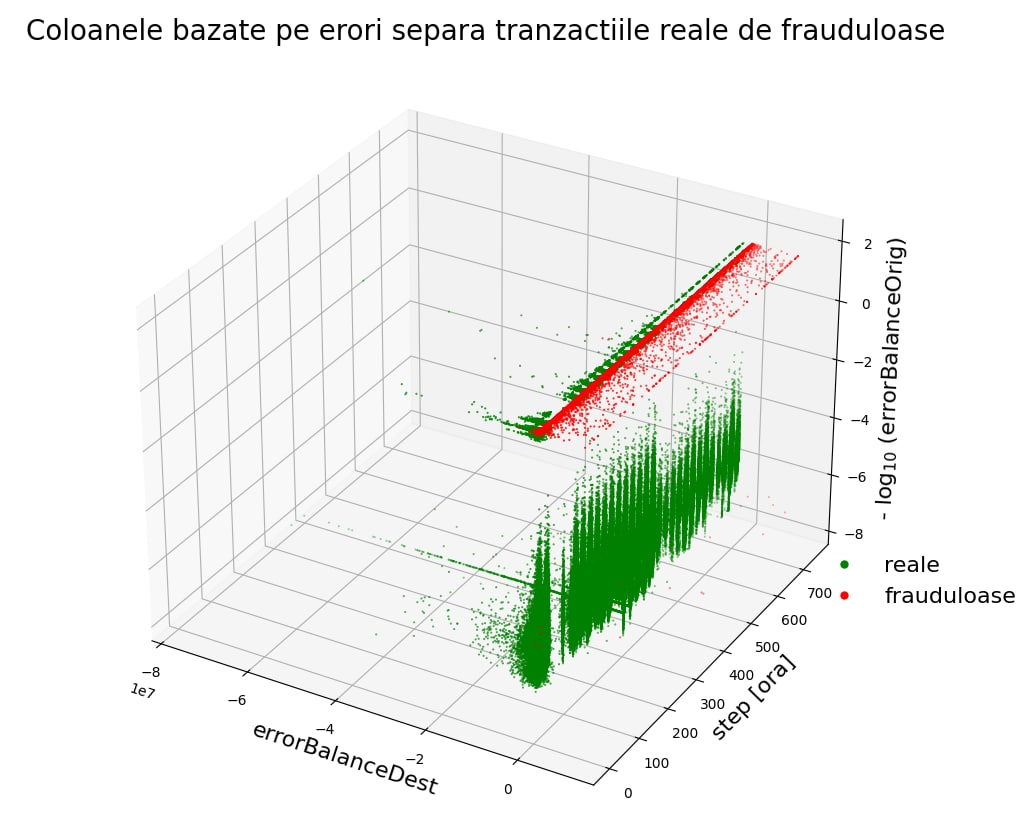 Coloanele bazate pe erori separa tranzactiile reale de frauduloase
2
0
−2
−4
−6
−8
- log₁₀ (errorBalanceOrig)
reale
frauduloase
700
600
500
400
300
200
100
0
step [ora]
−8
1e7
−6
−4
−2
0
errorBalanceDest